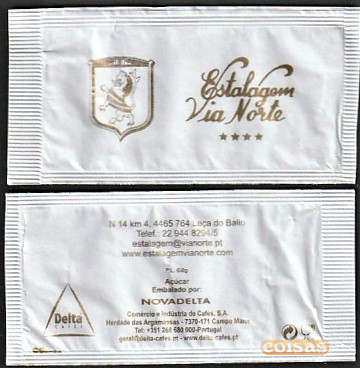 Estalagem
Via Norte
N 14 km 4, 4465 764 Leça do Balio
Telef.: 22 944 8294/5
estalagem@vianorte.pt
www.estalagemvianorte.com
Açúcar
Embalado por:
NOVADELTA
Comércio e Indústria de Cafés, S.A.
Herdade das Argamassas - 7370-171 Campo Maior
Tel: +351 268 680 000-Portugal
geral@delta-cafes.pt - www.delta-cafes.pt
Delta
CAFÉS
coisas